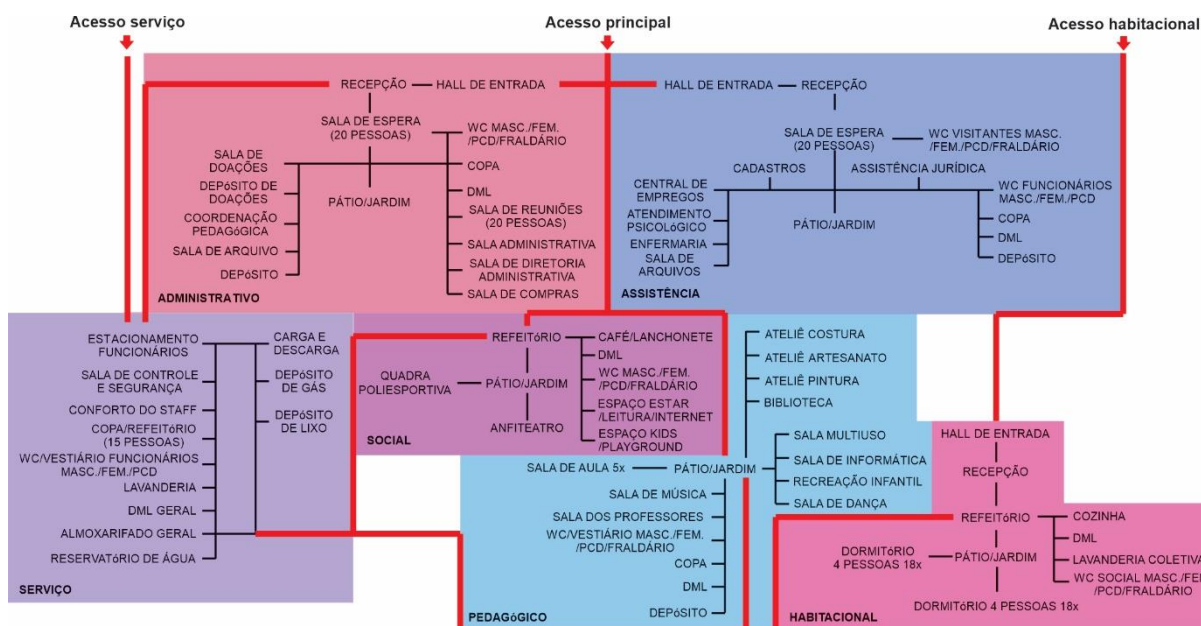 Acesso serviço
Acesso principal
Acesso habitacional
RECEPÇÃO
HALL DE ENTRADA
SALA DE ESPERA
(20 PESSOAS)
WC MASC./FEM.
/PCD/FRALDÁRIO
SALA DE
DOAÇÕES
COPA
DEPóSITO DE
DOAÇÕES
DML
PÁTIO/JARDIM
COORDENAÇÃO
PEDAGóGICA
SALA DE REUNIÕES
(20 PESSOAS)
SALA DE ARQUIVO
SALA ADMINISTRATIVA
DEPóSITO
SALA DE DIRETORIA
ADMINISTRATIVA
SALA DE COMPRAS
ADMINISTRATIVO
HALL DE ENTRADA
RECEPÇÃO
SALA DE ESPERA
(20 PESSOAS)
WC VISITANTES MASC.
/FEM./PCD/FRALDÁRIO
CADASTROS
ASSISTÊNCIA JURÍDICA
CENTRAL DE
EMPREGOS
WC FUNCIONÁRIOS
MASC./FEM./PCD
ATENDIMENTO
PSICOLóGICO
PÁTIO/JARDIM
COPA
ENFERMARIA
DML
SALA DE
ARQUIVOS
DEPóSITO
ASSISTÊNCIA
ESTACIONAMENTO
FUNCIONÁRIOS
CARGA E
DESCARGA
SALA DE CONTROLE
E SEGURANÇA
DEPóSITO
DE GÁS
CONFORTO DO STAFF
DEPóSITO
DE LIXO
COPA/REFEITóRIO
(15 PESSOAS)
WC/VESTIÁRIO FUNCIONÁRIOS
MASC./FEM./PCD
LAVANDERIA
DML GERAL
ALMOXARIFADO GERAL
RESERVATóRIO DE ÁGUA
SERVIÇO
REFEITóRIO
CAFÉ/LANCHONETE
DML
QUADRA
POLIESPORTIVA
PÁTIO/JARDIM
WC MASC./FEM.
/PCD/FRALDÁRIO
ESPAÇO ESTAR
/LEITURA/INTERNET
ANFITEATRO
ESPAÇO KIDS
/PLAYGROUND
SOCIAL
ATELIÊ COSTURA
ATELIÊ ARTESANATO
ATELIÊ PINTURA
BIBLIOTECA
SALA DE AULA 5x
PÁTIO/JARDIM
SALA MULTIUSO
SALA DE INFORMÁTICA
RECREAÇÃO INFANTIL
SALA DE DANÇA
SALA DE MÚSICA
SALA DOS PROFESSORES
WC/VESTIÁRIO MASC./FEM.
/PCD/FRALDÁRIO
COPA
DML
DEPóSITO
PEDAGóGICO
HALL DE ENTRADA
RECEPÇÃO
REFEITóRIO
COZINHA
DML
DORMITóRIO
4 PESSOAS 18x
PÁTIO/JARDIM
LAVANDERIA COLETIVA
WC SOCIAL MASC./FEM
/PCD/FRALDÁRIO
DORMITóRIO 4 PESSOAS 18x
HABITACIONAL